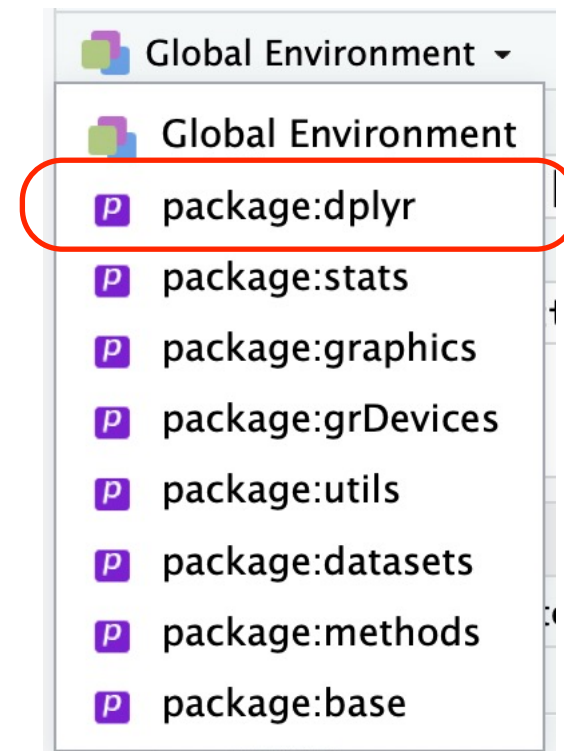 Global Environment
Global Environment
package:dplyr
package:stats
package:graphics
package:grDevices
package:utils
package:datasets
package:methods
package:base